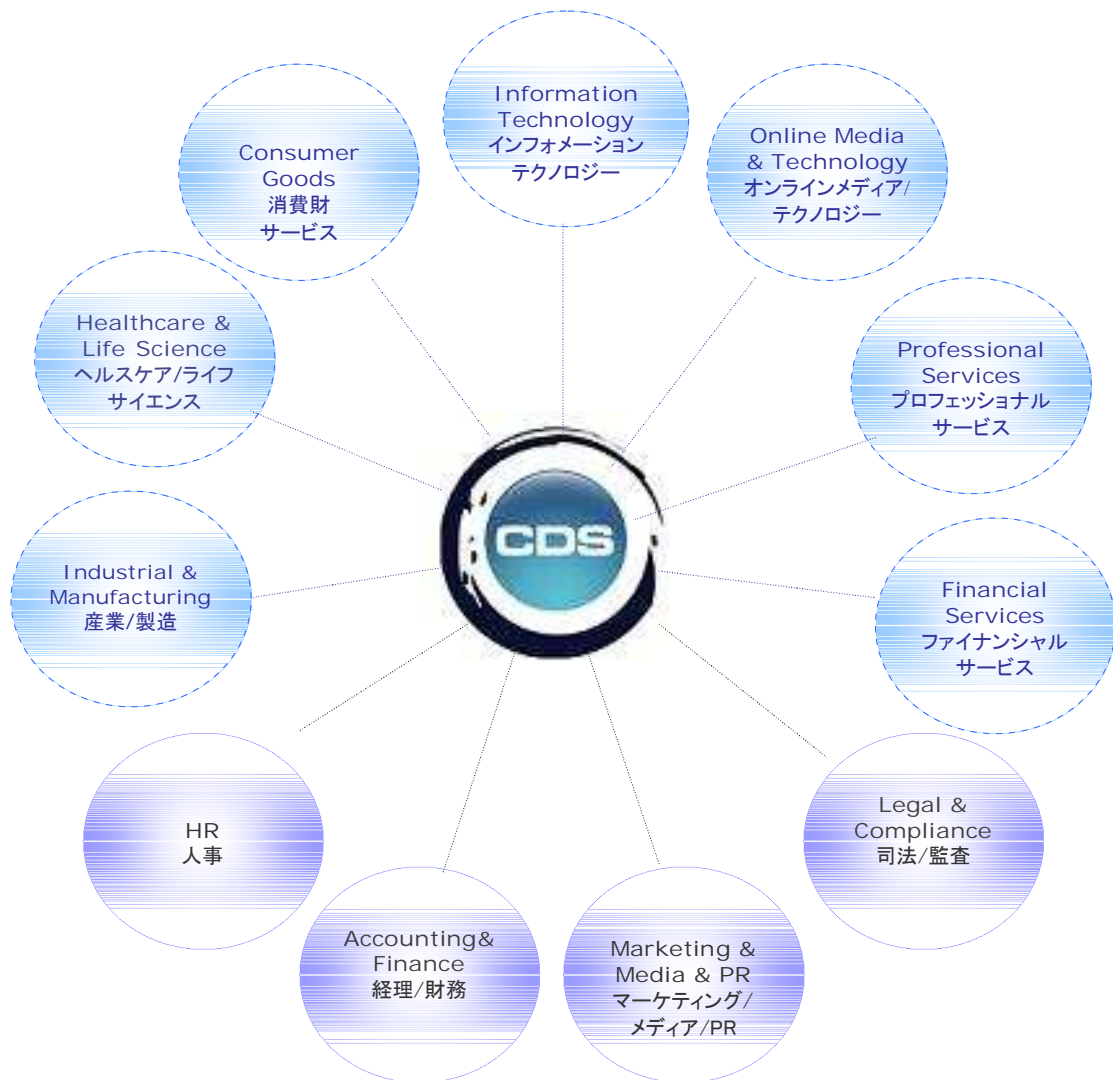 Information
Technology
インフォメーション
テクノロジー
Consumer
Goods
消費財
サービス
Online Media
& Technology
オンラインメディア/
テクノロジー
Healthcare &
Life Science
ヘルスケア/ライフ
サイエンス
Professional
Services
プロフェッショナル
サービス
CDS
Industrial &
Manufacturing
産業/製造
Financial
Services
ファイナンシャル
サービス
HR
人事
Legal &
Compliance
司法/監査
Accounting&
Finance
経理/財務
Marketing &
Media & PR
マーケティング/
メディア/PR